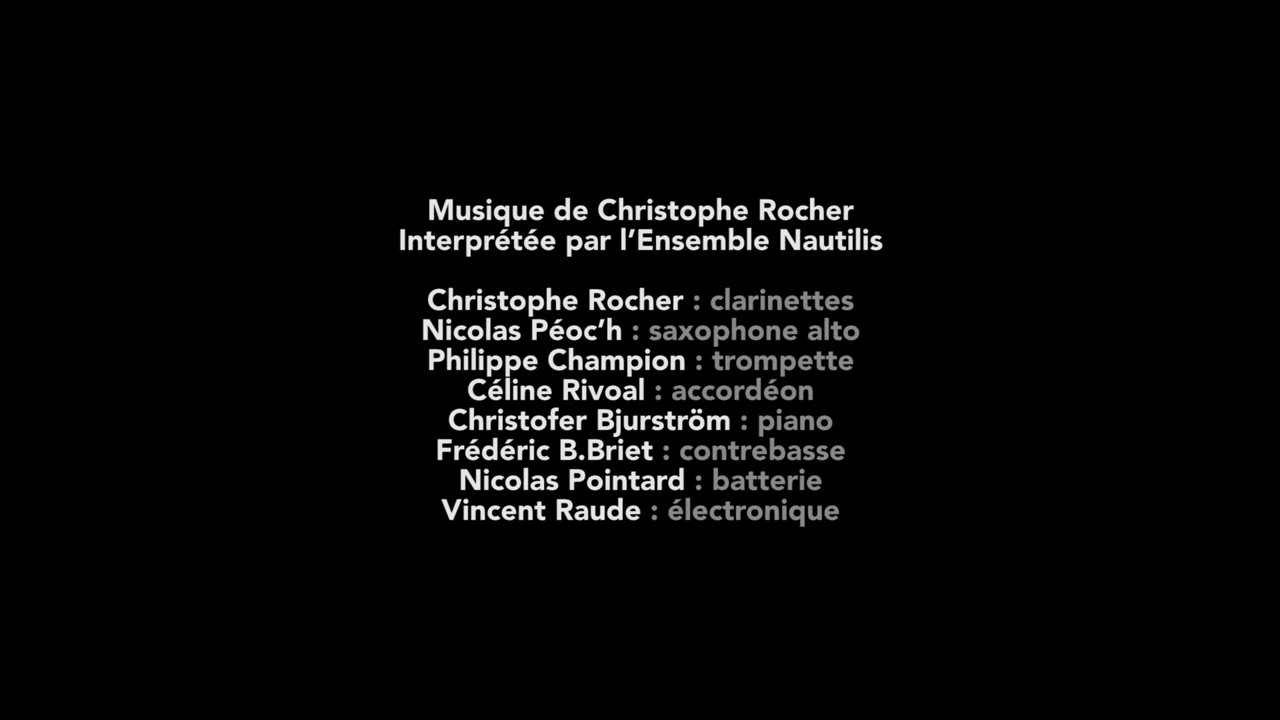 Musique de Christophe Rocher
Interprétée par l’Ensemble Nautilis
Christophe Rocher : clarinettes
Nicolas Péoc’h : saxophone alto
Philippe Champion : trompette
Céline Rivoal : accordéon
Christofer Bjurström : piano
Frédéric B.Briet : contrebasse
Nicolas Pointard : batterie
Vincent Raude : électronique